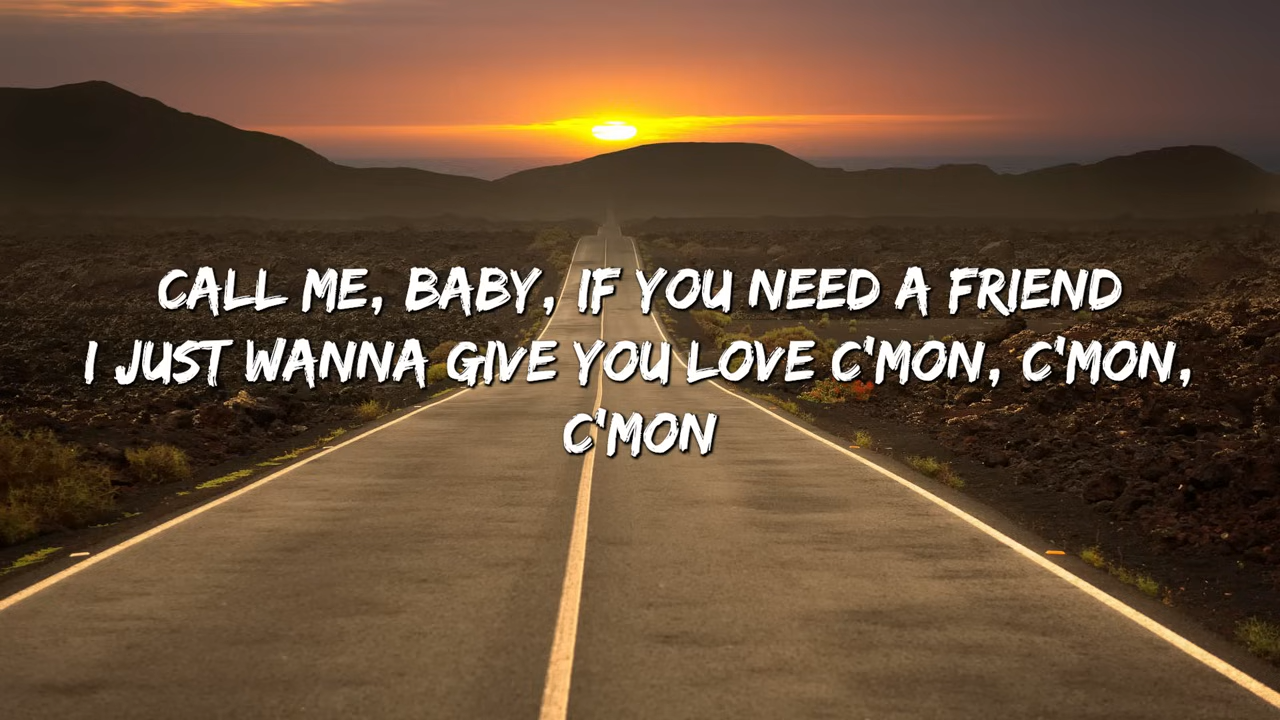 CALL ME, BABY, IF YOU NEED A FRIEND
I JUST WANNA GIVE YOU LOVE C'MON, C'MON,
C'MON